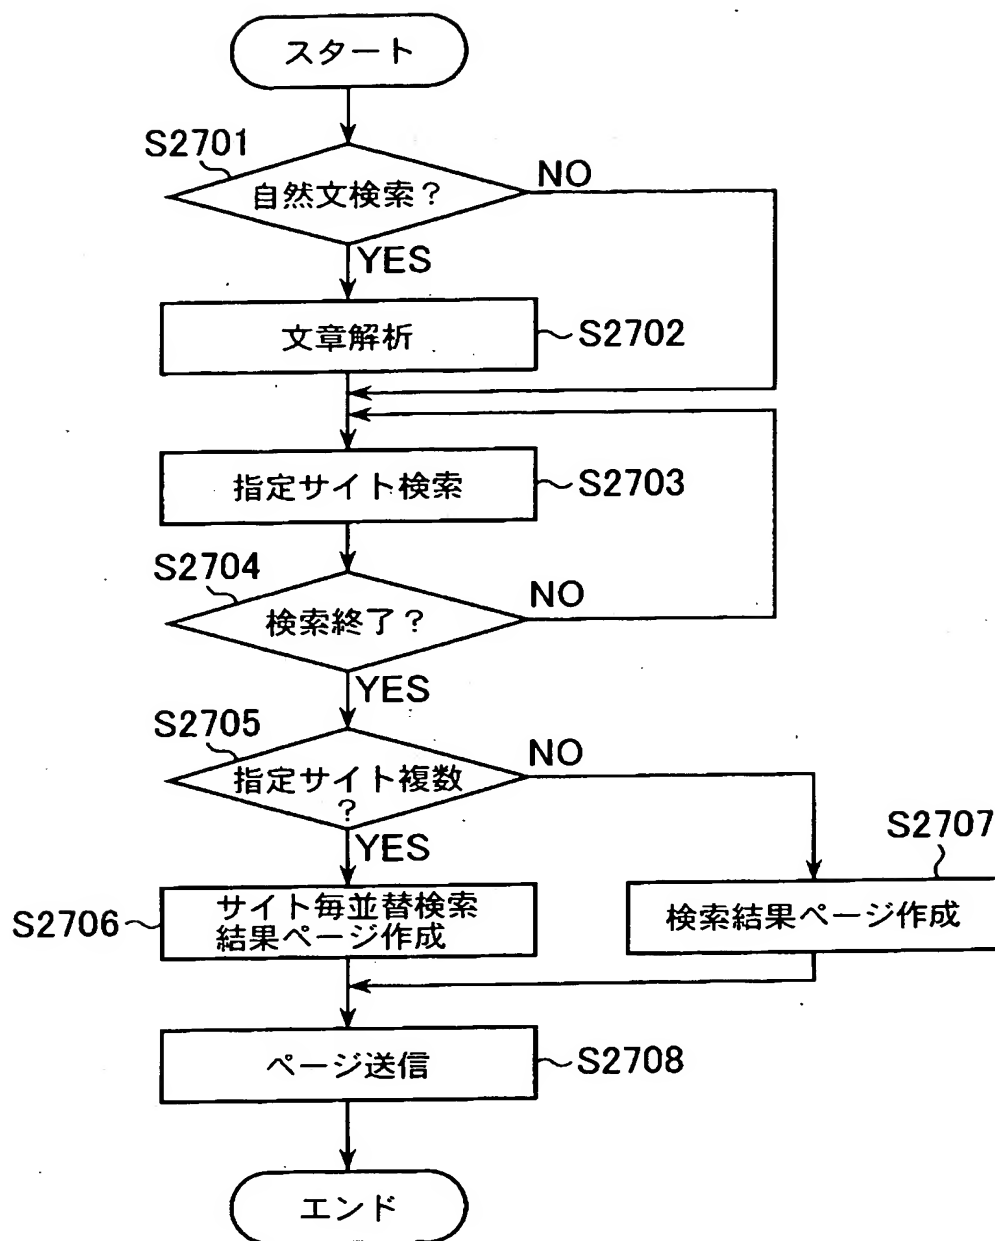 スタート
S2701
自然文検索？
NO
YES
文章解析
S2702
指定サイト検索
S2703
S2704
検索終了？
NO
YES
S2705
指定サイト複数
？
NO
YES
S2707
S2706
サイト毎並替検索
結果ページ作成
検索結果ページ作成
ページ送信
S2708
エンド